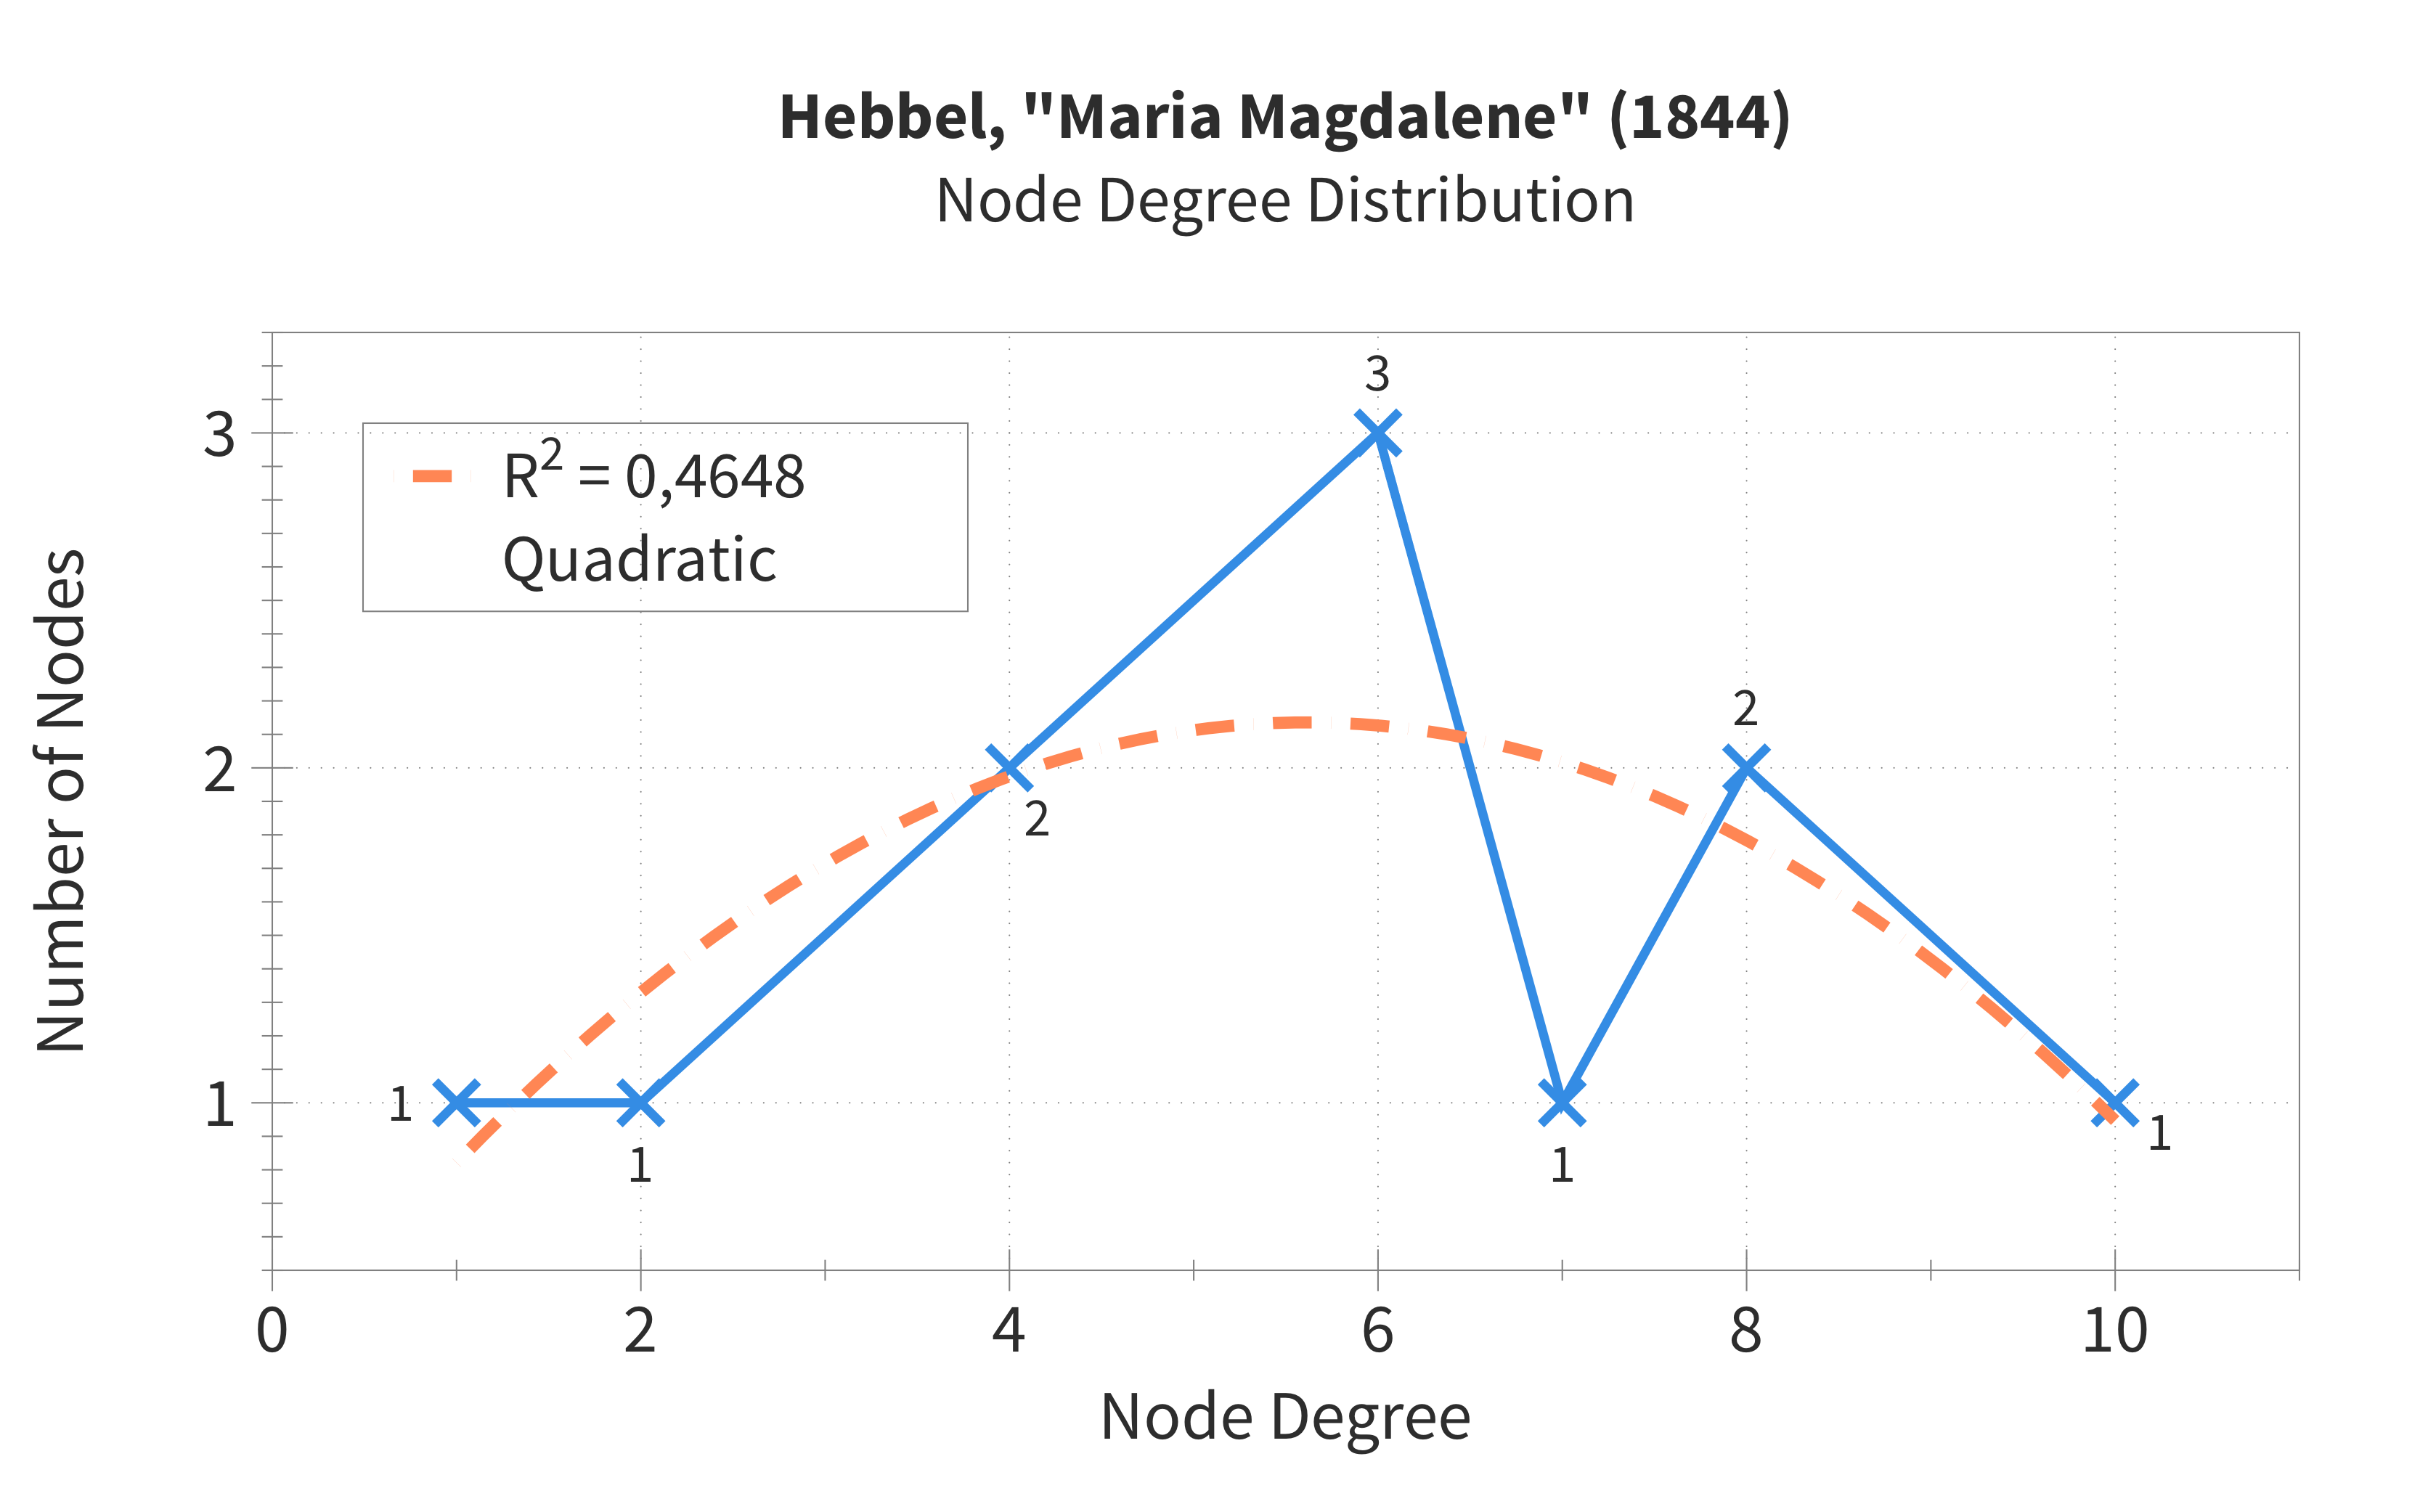 Hebbel, "Maria Magdalene" (1844)
Node Degree Distribution
3
3
R² = 0,4648
Quadratic
2
2
2
1
1
1
1
1
0 2 4 6 8 10
Node Degree
Number of Nodes